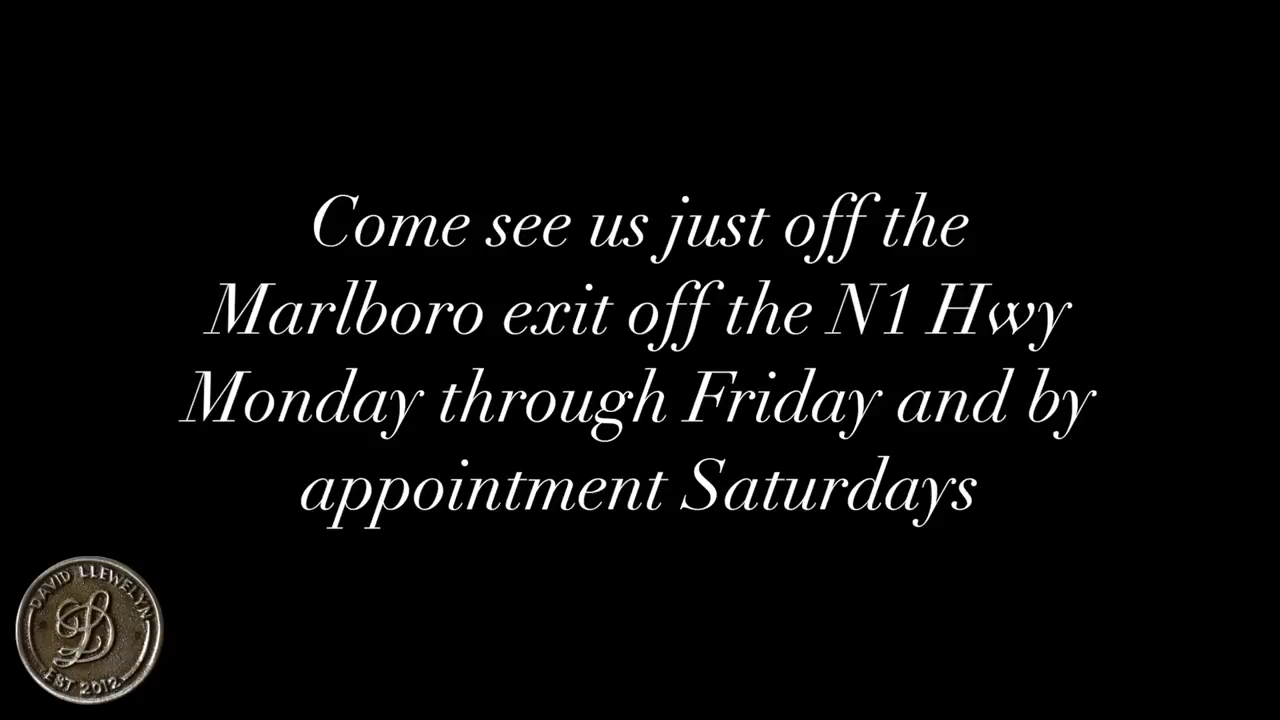 Come see us just off the
Marlboro exit off the N1 Hwy
Monday through Friday and by
appointment Saturdays
DAVID LLEWELYN
EST 2012